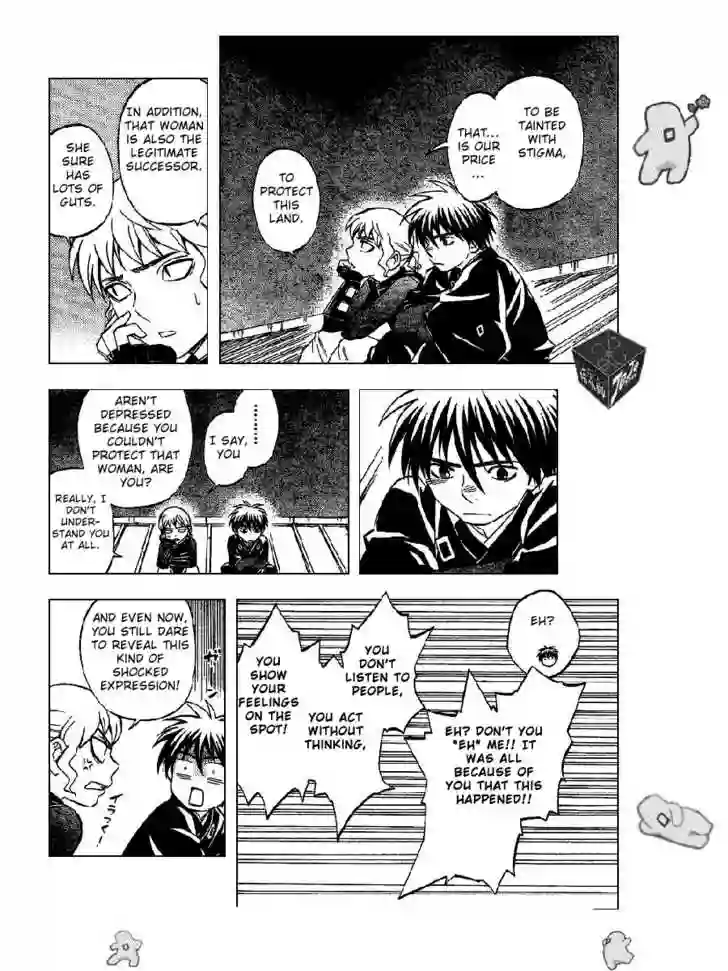 TO BE
TAINTED
WITH
STIGMA,
THAT...
IS OUR
PRICE
...
TO
PROTECT
THIS
LAND.
IN ADDITION,
THAT WOMAN
IS ALSO THE
LEGITIMATE
SUCCESSOR.
SHE
SURE
HAS
LOTS OF
GUTS.
........
I SAY,
YOU
AREN'T
DEPRESSED
BECAUSE YOU
COULDN'T
PROTECT THAT
WOMAN, ARE
YOU?
REALLY, I
DON'T
UNDER-
STAND YOU
AT ALL.
EH?
EH? DON'T YOU
"EH" ME!! IT
WAS ALL
BECAUSE OF
YOU THAT THIS
HAPPENED!!
YOU
DON'T
LISTEN TO
PEOPLE,
YOU ACT
WITHOUT
THINKING,
YOU
SHOW
YOUR
FEELINGS
ON THE
SPOT!
AND EVEN NOW,
YOU STILL DARE
TO REVEAL THIS
KIND OF
SHOCKED
EXPRESSION!
ガーン